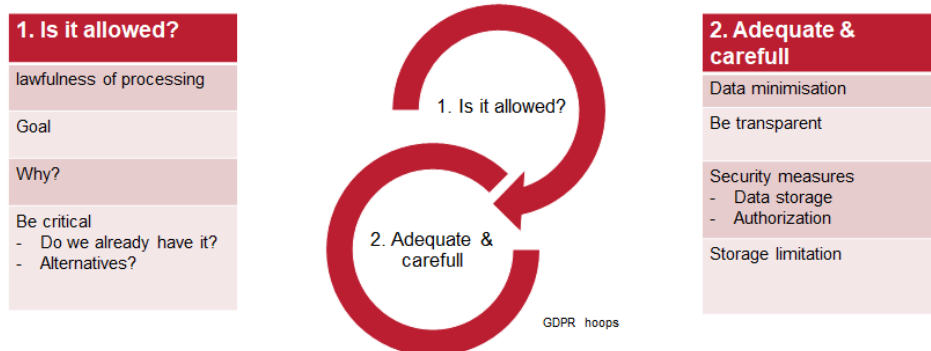 1. Is it allowed?
lawfulness of processing
Goal
Why?
Be critical
- Do we already have it?
- Alternatives?
1. Is it allowed?
2. Adequate &
carefull
GDPR hoops
2. Adequate &
carefull
Data minimisation
Be transparent
Security measures
- Data storage
- Authorization
Storage limitation